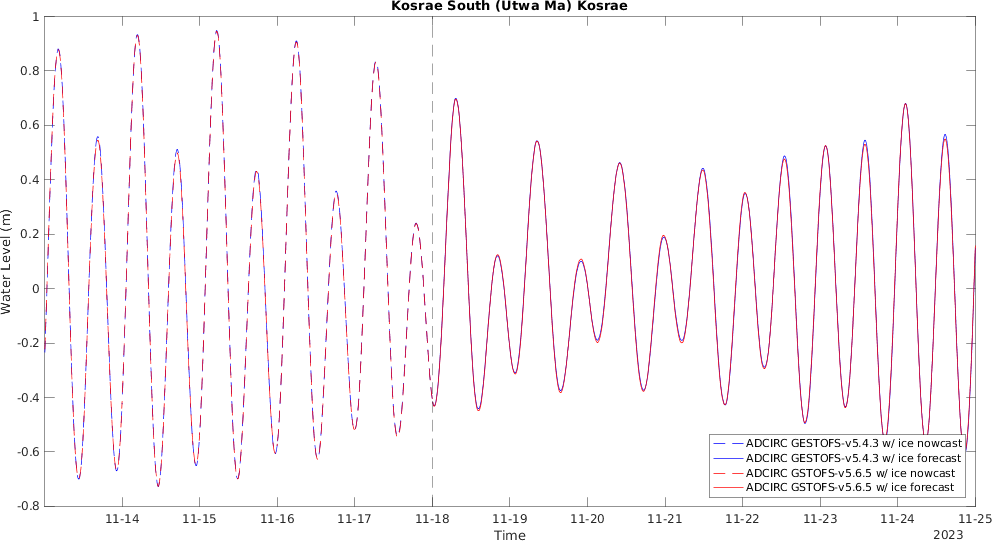 Kosrae South (Utwa Ma) Kosrae
1
0.8
0.6
0.4
0.2
0
-0.2
-0.4
-0.6
-0.8
Water Level (m)
11-14 11-15 11-16 11-17 11-18 11-19 11-20 11-21 11-22 11-23 11-24 11-25
Time
2023
ADCIRC GESTOFS-v5.4.3 w/ ice nowcast
ADCIRC GESTOFS-v5.4.3 w/ ice forecast
ADCIRC GSTOFS-v5.6.5 w/ ice nowcast
ADCIRC GSTOFS-v5.6.5 w/ ice forecast